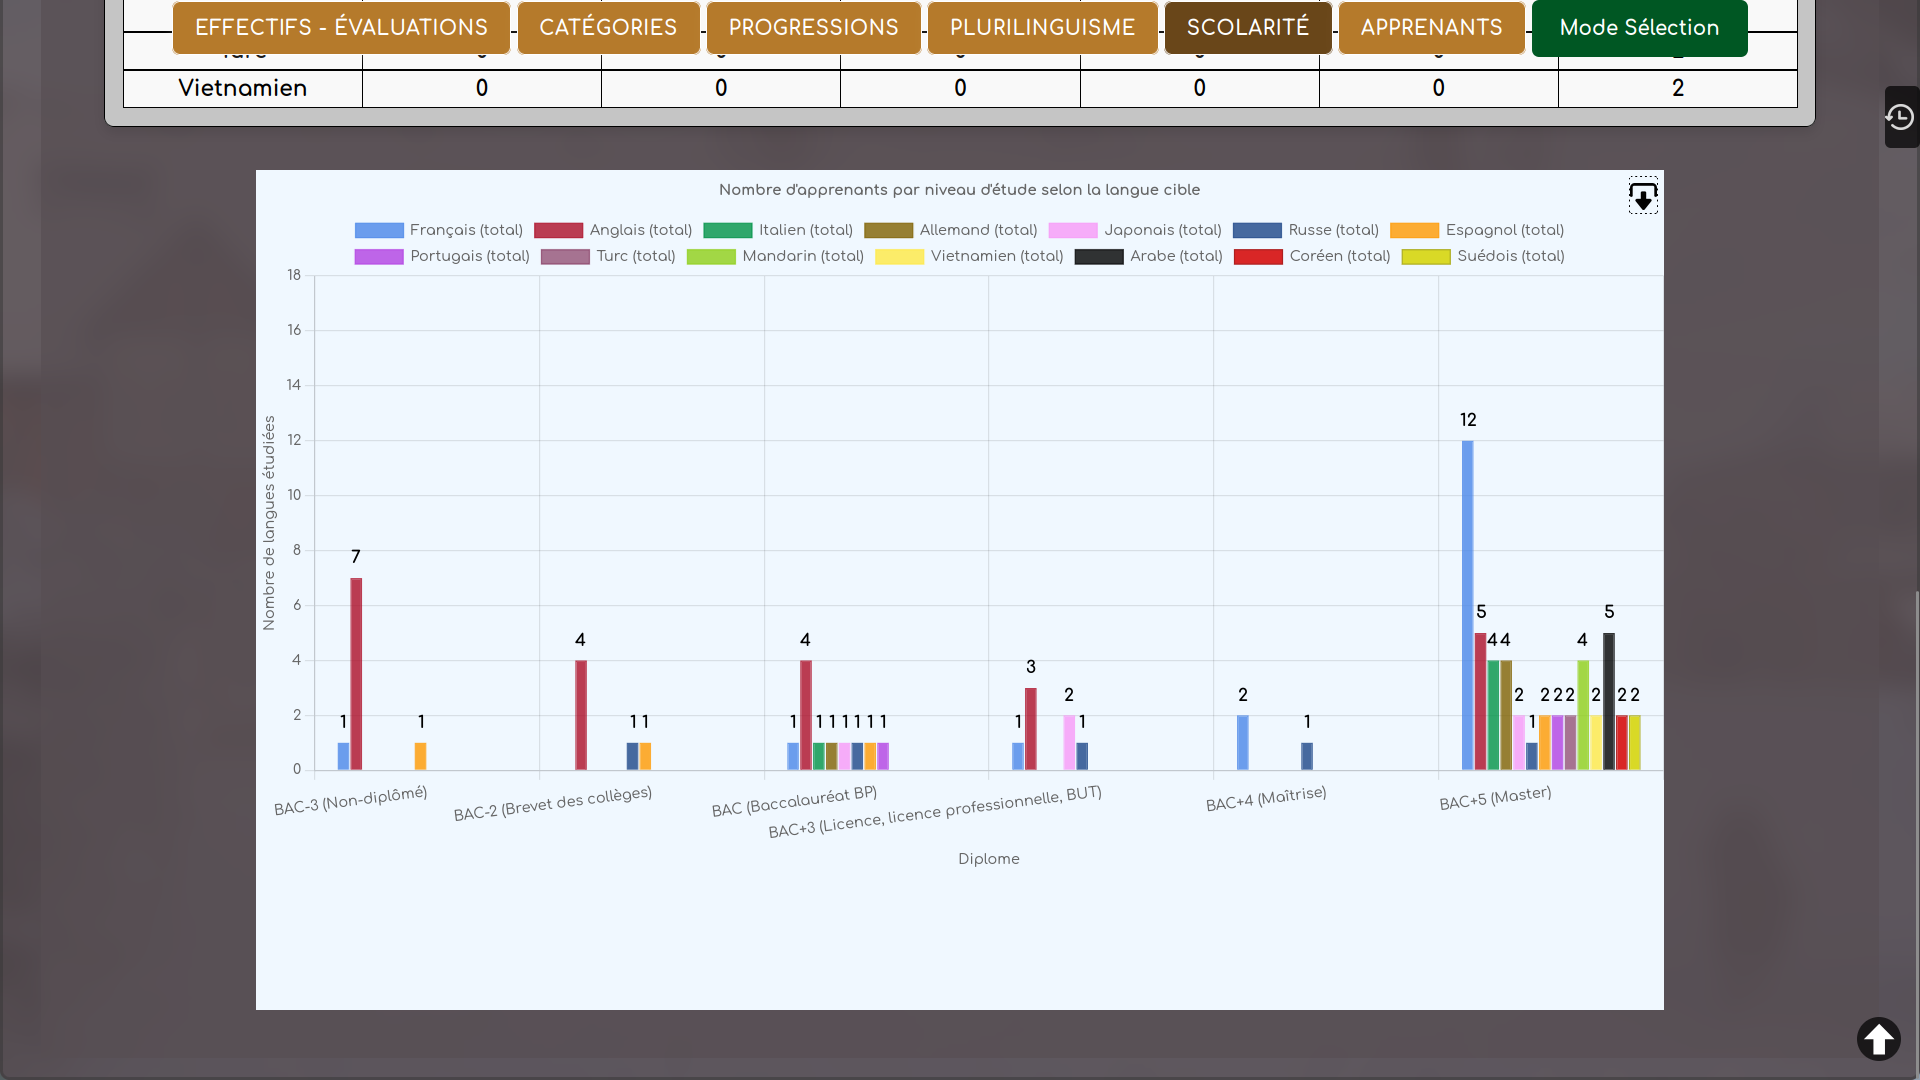 EFFECTIFS - ÉVALUATIONS CATÉGORIES PROGRESSIONS PLURILINGUISME SCOLARITÉ APPRENANTS Mode Sélection
Vietnamien 0 0 0 0 0 2
Nombre d'apprenants par niveau d'étude selon la langue cible
Français (total) Anglais (total) Italien (total) Allemand (total) Japonais (total) Russe (total) Espagnol (total)
Portugais (total) Turc (total) Mandarin (total) Vietnamien (total) Arabe (total) Coréen (total) Suédois (total)
Nombre de langues étudiées
18
16
14
12
10
8
6
4
2
0
1 7 1
4 1 1
1 4 1 1 1 1 1 1
1 3 2 1
2 1
12 5 4 4 2 1 2 2 2 4 2 5 2 2
BAC-3 (Non-diplômé)
BAC-2 (Brevet des collèges)
BAC (Baccalauréat BP)
BAC+3 (Licence, licence professionnelle, BUT)
BAC+4 (Maîtrise)
BAC+5 (Master)
Diplome